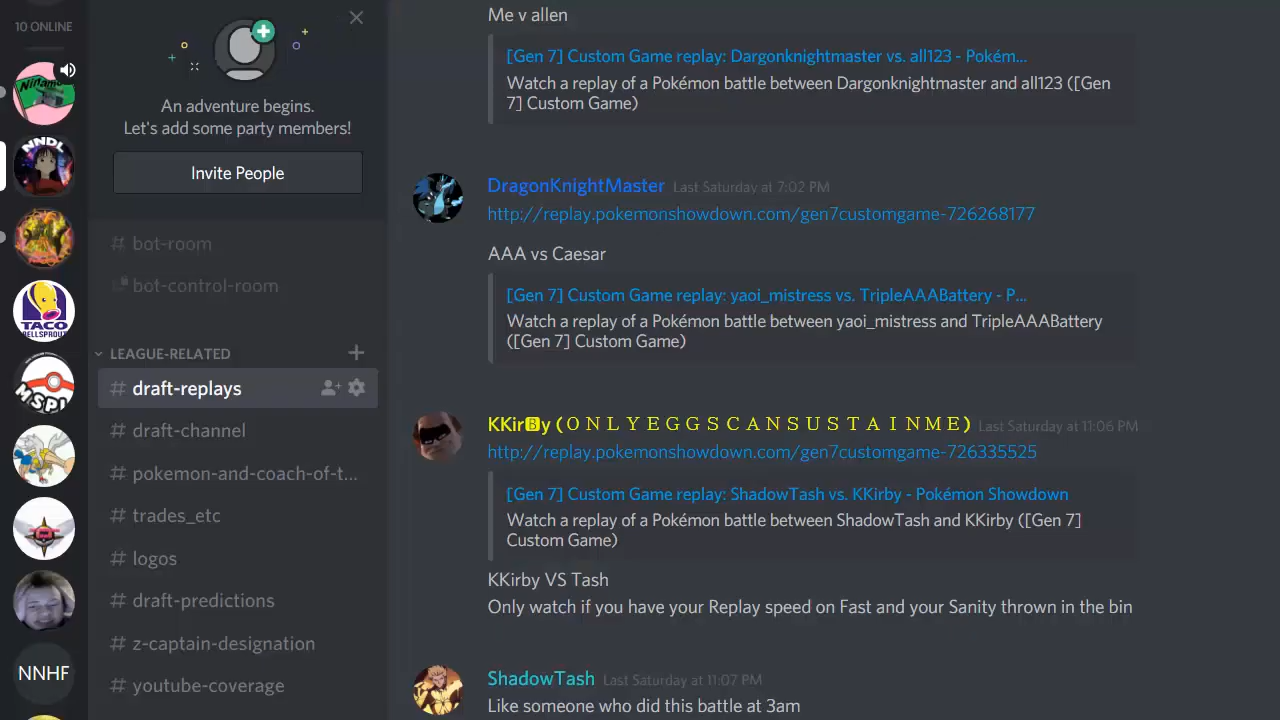 10 ONLINE
NNDL
TACO
BELLSPROUT
MSPL
NNHF
An adventure begins.
Let's add some party members!
Invite People
# bot-room
bot-control-room
LEAGUE-RELATED
# draft-replays
# draft-channel
# pokemon-and-coach-of-t...
# trades_etc
# logos
# draft-predictions
# z-captain-designation
# youtube-coverage
Me v allen
[Gen 7] Custom Game replay: Dargonknightmaster vs. all123 - Pokém...
Watch a replay of a Pokémon battle between Dargonknightmaster and all123 ([Gen
7] Custom Game)
DragonKnightMaster Last Saturday at 7:02 PM
http://replay.pokemonshowdown.com/gen7customgame-726268177
AAA vs Caesar
[Gen 7] Custom Game replay: yaoi_mistress vs. TripleAAABattery - P...
Watch a replay of a Pokémon battle between yaoi_mistress and TripleAAABattery
([Gen 7] Custom Game)
KKir🅱y (ＯＮＬＹＥＧＧＳＣＡＮＳＵＳＴＡＩＮＭＥ) Last Saturday at 11:06 PM
http://replay.pokemonshowdown.com/gen7customgame-726335525
[Gen 7] Custom Game replay: ShadowTash vs. KKirby - Pokémon Showdown
Watch a replay of a Pokémon battle between ShadowTash and KKirby ([Gen 7]
Custom Game)
KKirby VS Tash
Only watch if you have your Replay speed on Fast and your Sanity thrown in the bin
ShadowTash Last Saturday at 11:07 PM
Like someone who did this battle at 3am